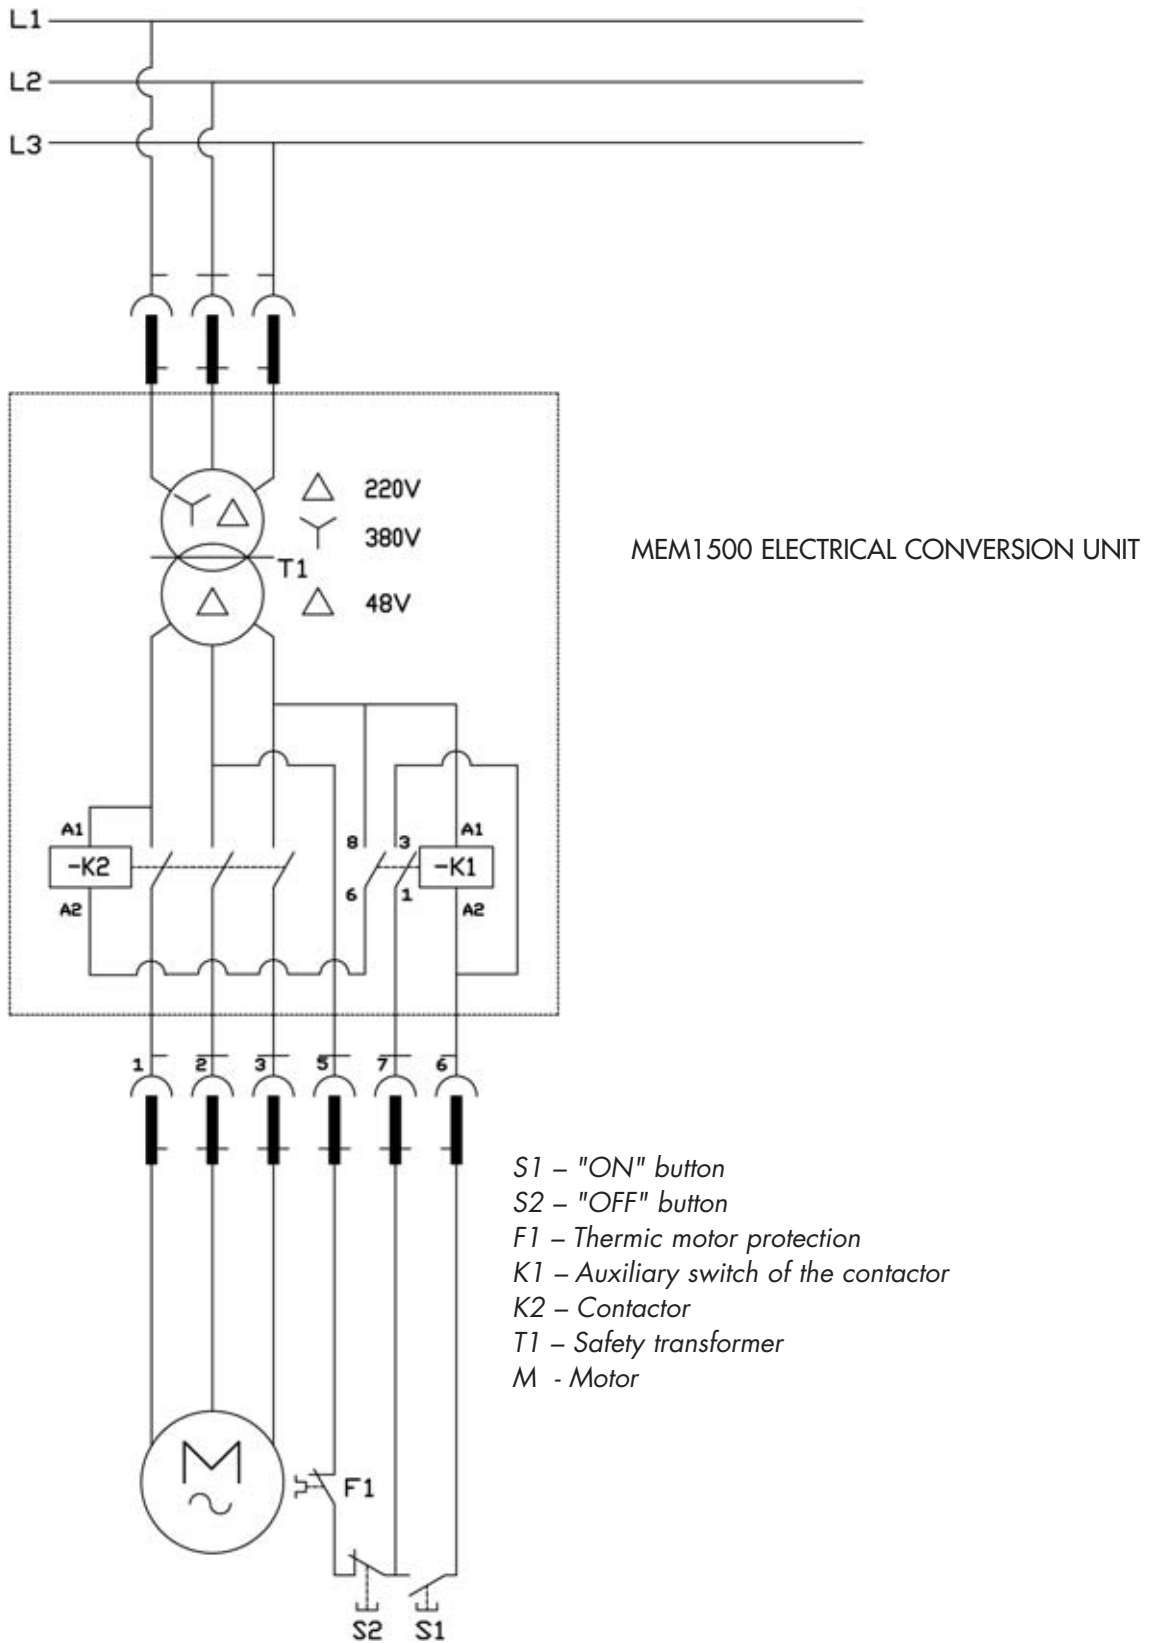 L1
L2
L3
220V
380V
T1
48V
MEM1500 ELECTRICAL CONVERSION UNIT
A1
8 3
A1
-K2
-K1
A2
6 1
A2
1 2 3 5 7 6
S1 – "ON" button
S2 – "OFF" button
F1 – Thermic motor protection
K1 – Auxiliary switch of the contactor
K2 – Contactor
T1 – Safety transformer
M - Motor
M
F1
S2 S1